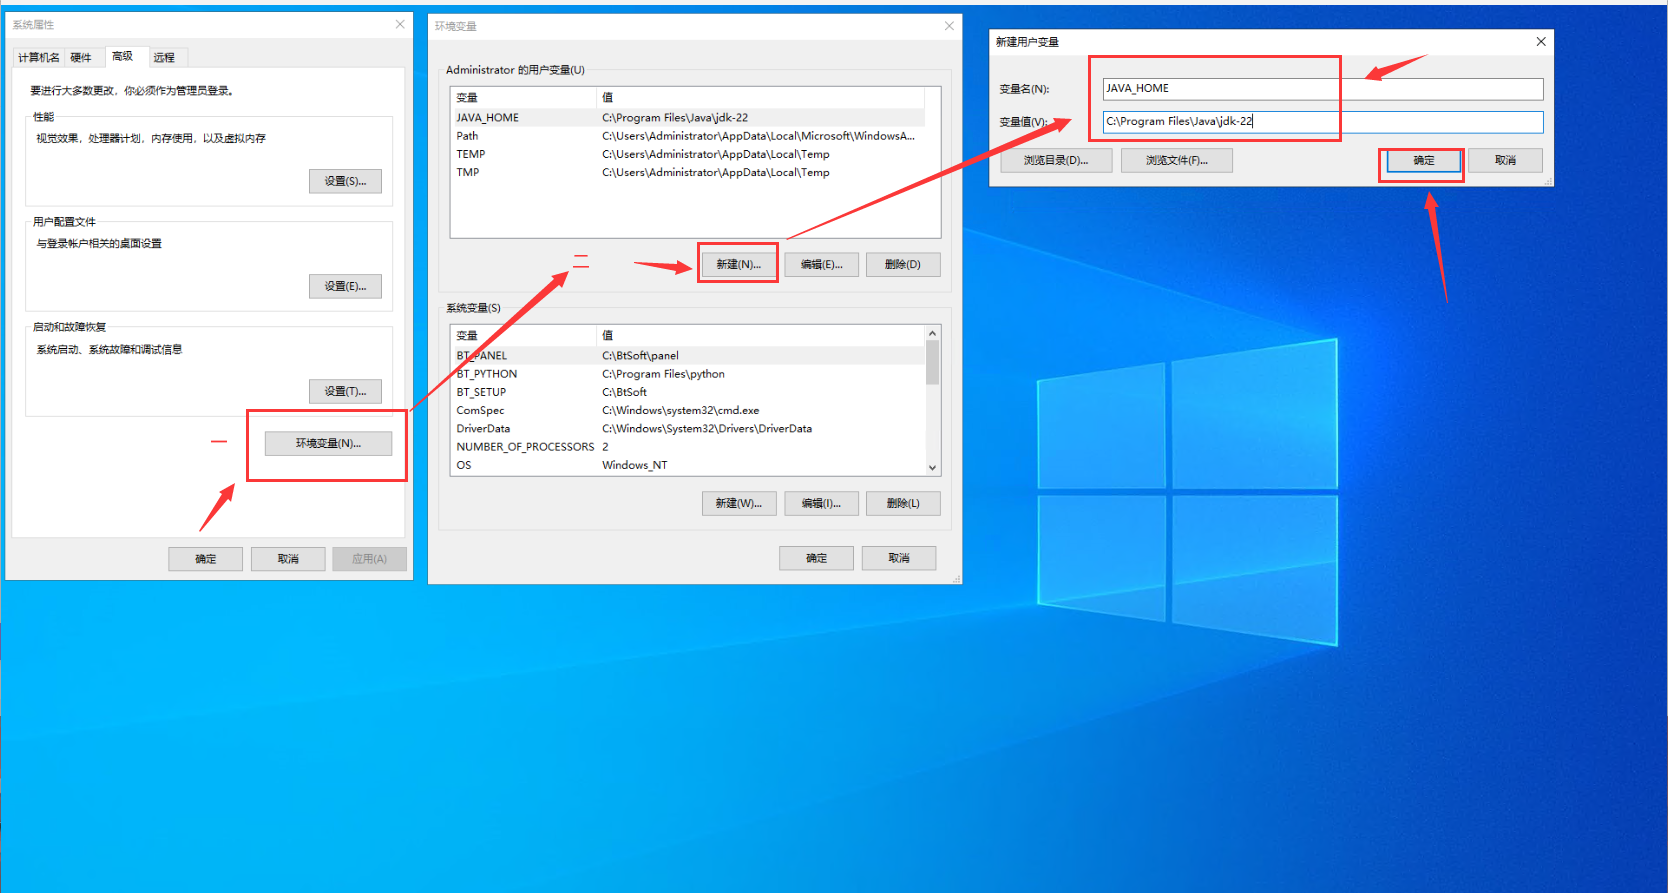 系统属性
计算机名 硬件 高级 远程
要进行大多数更改，你必须作为管理员登录。
性能
视觉效果，处理器计划，内存使用，以及虚拟内存
设置(S)...
用户配置文件
与登录帐户相关的桌面设置
设置(E)...
启动和故障恢复
系统启动、系统故障和调试信息
设置(T)...
一
环境变量(N)...
确定 取消 应用(A)
环境变量
Administrator 的用户变量(U)
变量 值
JAVA_HOME C:\Program Files\Java\jdk-22
Path C:\Users\Administrator\AppData\Local\Microsoft\WindowsA...
TEMP C:\Users\Administrator\AppData\Local\Temp
TMP C:\Users\Administrator\AppData\Local\Temp
二
新建(N)... 编辑(E)... 删除(D)
系统变量(S)
变量 值
BT_PANEL C:\BtSoft\panel
BT_PYTHON C:\Program Files\python
BT_SETUP C:\BtSoft
ComSpec C:\Windows\system32\cmd.exe
DriverData C:\Windows\System32\Drivers\DriverData
NUMBER_OF_PROCESSORS 2
OS Windows_NT
新建(W)... 编辑(I)... 删除(L)
确定 取消
新建用户变量
变量名(N): JAVA_HOME
变量值(V): C:\Program Files\Java\jdk-22
浏览目录(D)... 浏览文件(F)... 确定 取消